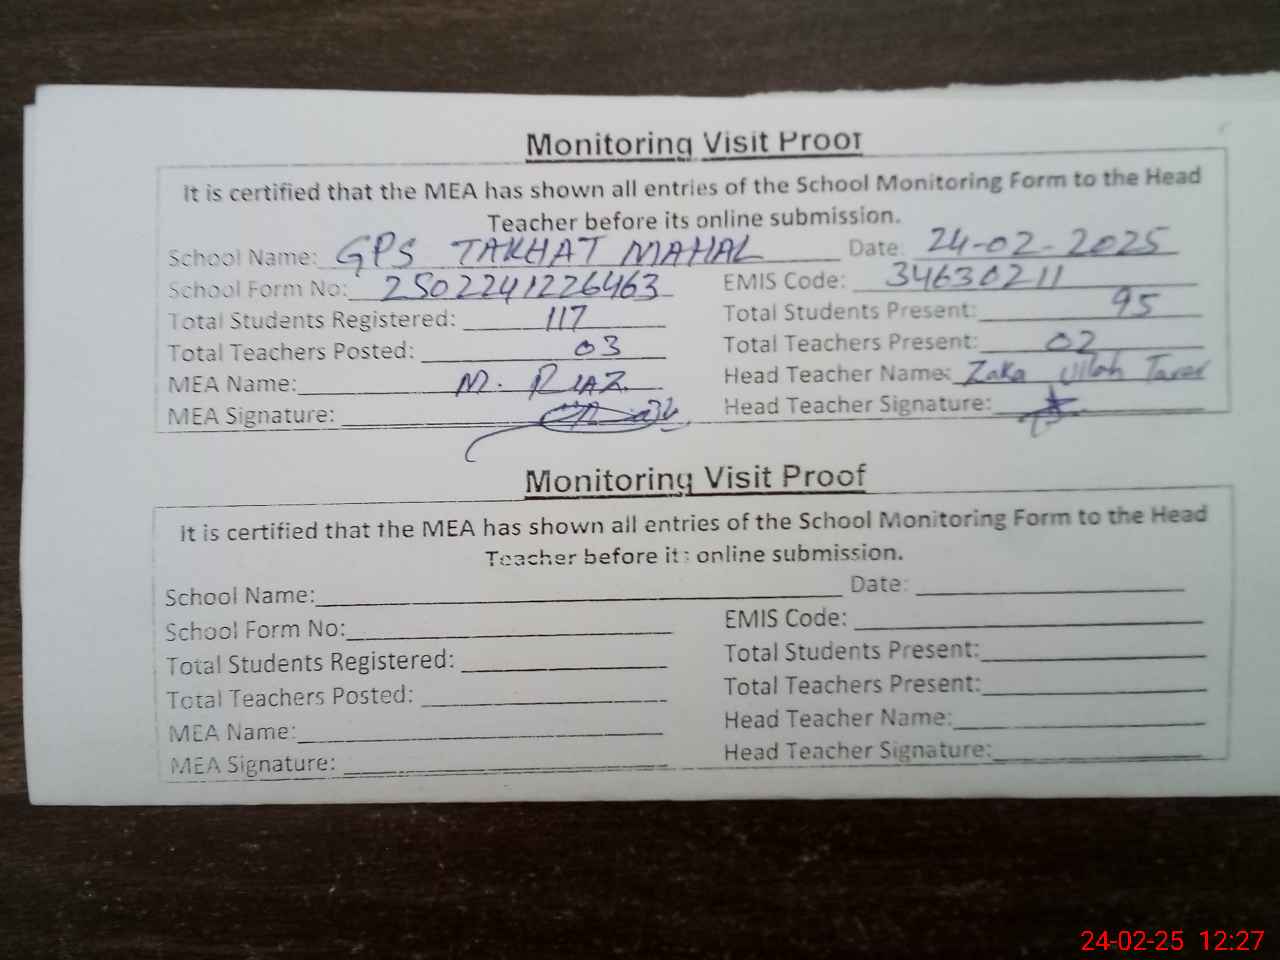 Monitoring Visit Proof
It is certified that the MEA has shown all entries of the School Monitoring Form to the Head
Teacher before its online submission.
School Name: GPS TAKHAT MAHAL Date: 24-02-2025
School Form No: 2502241226463 EMIS Code: 34630211
Total Students Registered: 117 Total Students Present: 95
Total Teachers Posted: 03 Total Teachers Present: 02
MEA Name: M. RIAZ Head Teacher Name: Zaka Ullah Tarar
MEA Signature: Head Teacher Signature:
Monitoring Visit Proof
It is certified that the MEA has shown all entries of the School Monitoring Form to the Head
Teacher before its online submission.
School Name: Date:
School Form No: EMIS Code:
Total Students Registered: Total Students Present:
Total Teachers Posted: Total Teachers Present:
MEA Name: Head Teacher Name:
MEA Signature: Head Teacher Signature:
24-02-25 12:27